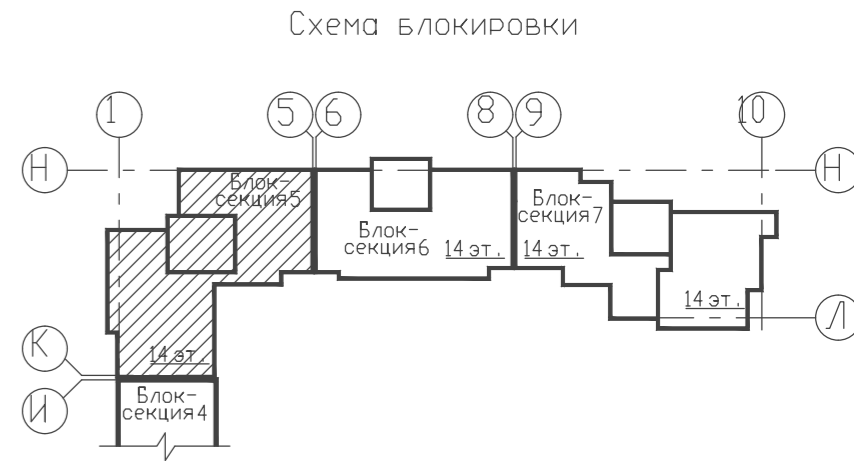 Схема блокировки
1
5 6
8 9
10
Н
Н
Блок-
секция5
Блок-
секция6
14 эт.
Блок-
секция7
14 эт.
14 эт.
Л
К
14 эт.
И
Блок-
секция4